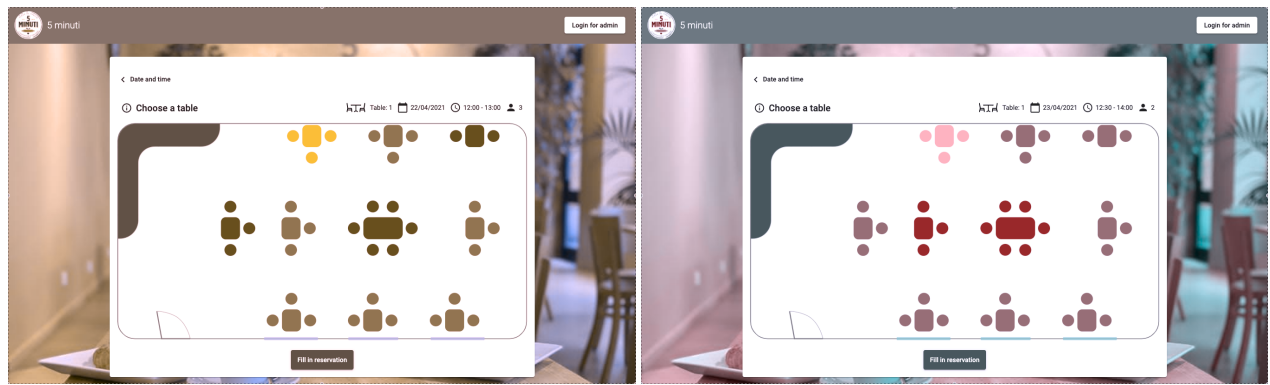 5
MINUTI
5 minuti
Login for admin
Date and time
Choose a table
Table: 1
22/04/2021
12:00 - 13:00
3
Fill in reservation
5
MINUTI
5 minuti
Login for admin
Date and time
Choose a table
Table: 1
23/04/2021
12:30 - 14:00
2
Fill in reservation